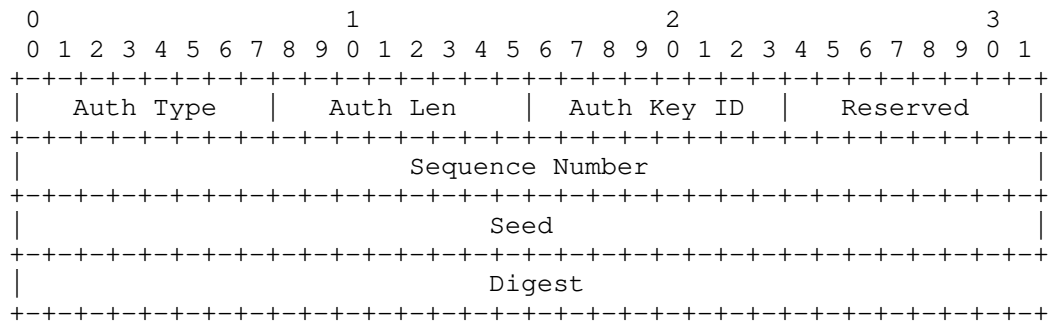 0                   1                   2                   3
 0 1 2 3 4 5 6 7 8 9 0 1 2 3 4 5 6 7 8 9 0 1 2 3 4 5 6 7 8 9 0 1
+-+-+-+-+-+-+-+-+-+-+-+-+-+-+-+-+-+-+-+-+-+-+-+-+-+-+-+-+-+-+-+-+
|   Auth Type   |   Auth Len    |  Auth Key ID  |   Reserved    |
+-+-+-+-+-+-+-+-+-+-+-+-+-+-+-+-+-+-+-+-+-+-+-+-+-+-+-+-+-+-+-+-+
|                        Sequence Number                        |
+-+-+-+-+-+-+-+-+-+-+-+-+-+-+-+-+-+-+-+-+-+-+-+-+-+-+-+-+-+-+-+-+
|                             Seed                              |
+-+-+-+-+-+-+-+-+-+-+-+-+-+-+-+-+-+-+-+-+-+-+-+-+-+-+-+-+-+-+-+-+
|                             Digest
+-+-+-+-+-+-+-+-+-+-+-+-+-+-+-+-+-+-+-+-+-+-+-+-+-+-+-+-+-+-+-+-+